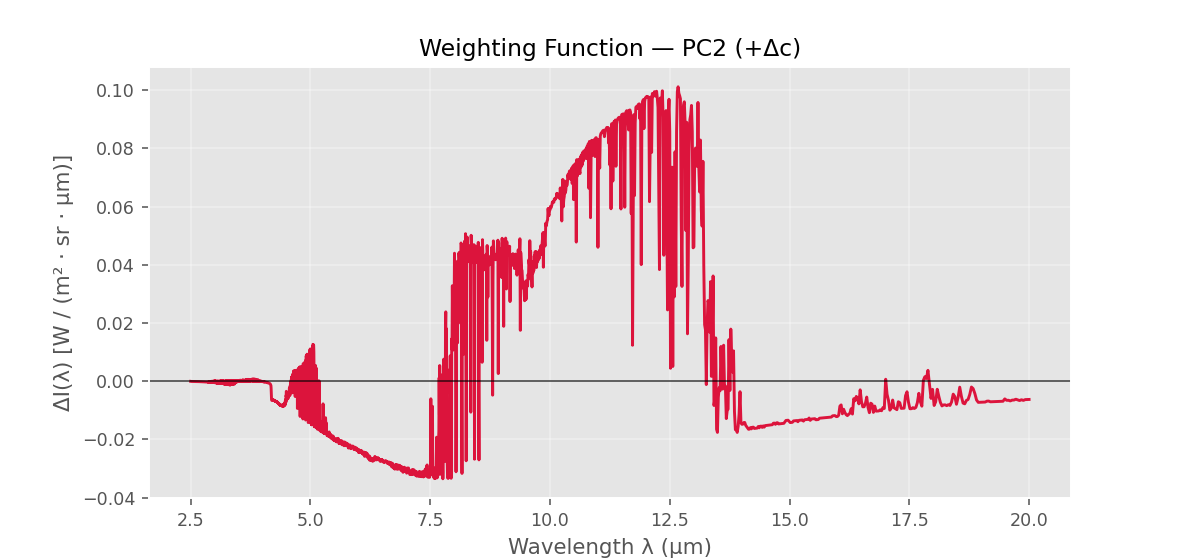 Weighting Function — PC2 (+Δc)
ΔI(λ) [W / (m² · sr · μm)]
0.10
0.08
0.06
0.04
0.02
0.00
−0.02
−0.04
2.5 5.0 7.5 10.0 12.5 15.0 17.5 20.0
Wavelength λ (μm)